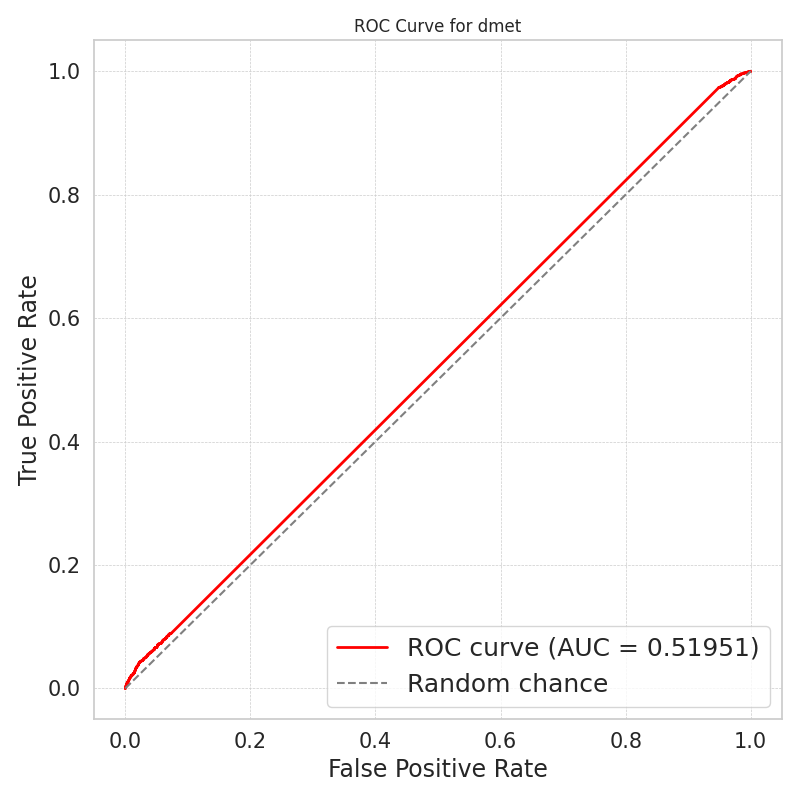 ROC Curve for dmet
1.0
0.8
0.6
0.4
0.2
0.0
True Positive Rate
ROC curve (AUC = 0.51951)
Random chance
0.0 0.2 0.4 0.6 0.8 1.0
False Positive Rate